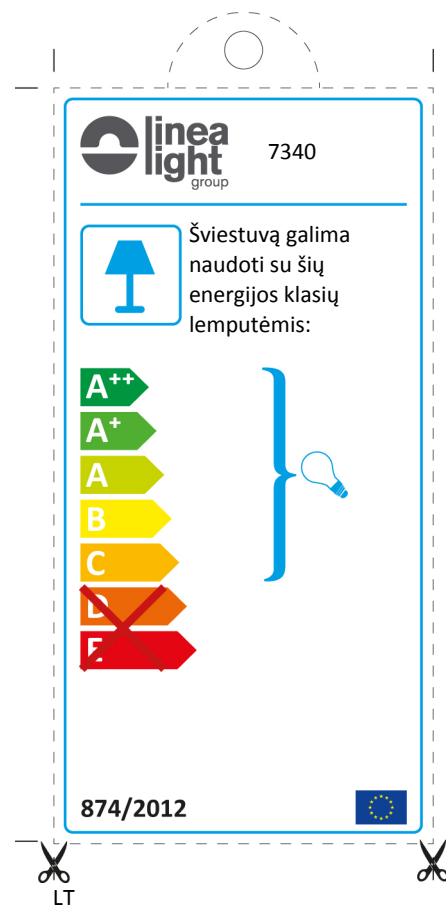 linea
light
group
7340
Šviestuvą galima
naudoti su šių
energijos klasių
lemputėmis:
A++
A+
A
B
C
D
E
874/2012
LT